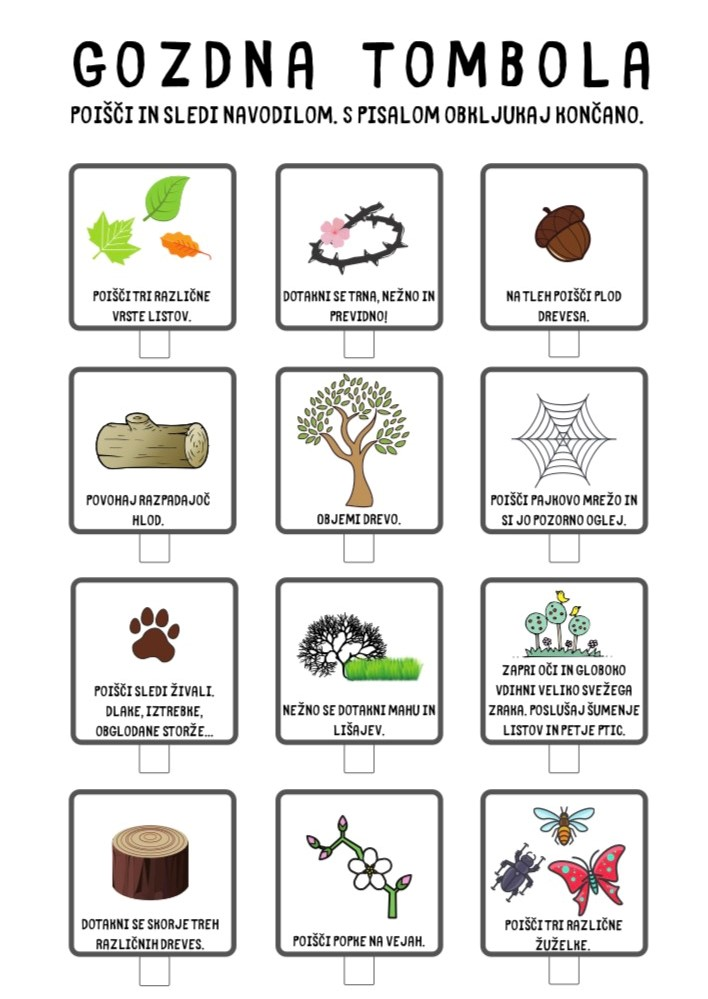 GOZDNA TOMBOLA
POIŠČI IN SLEDI NAVODILOM. S PISALOM OBKLJUKAJ KONČANO.
POIŠČI TRI RAZLIČNE
VRSTE LISTOV.
DOTAKNI SE TRNA, NEŽNO IN
PREVIDNO!
NA TLEH POIŠČI PLOD
DREVESA.
POVOHAJ RAZPADAJOČ
HLOD.
OBJEMI DREVO.
POIŠČI PAJKOVO MREŽO IN
SI JO POZORNO OGLEJ.
POIŠČI SLEDI ŽIVALI.
DLAKE, IZTREBKE,
OBGLODANE STORŽE...
NEŽNO SE DOTAKNI MAHU IN
LIŠAJEV.
ZAPRI OČI IN GLOBOKO
VDIHNI VELIKO SVEŽEGA
ZRAKA. POSLUŠAJ ŠUMENJE
LISTOV IN PETJE PTIC.
DOTAKNI SE SKORJE TREH
RAZLIČNIH DREVES.
POIŠČI POPKE NA VEJAH.
POIŠČI TRI RAZLIČNE
ŽUŽELKE.